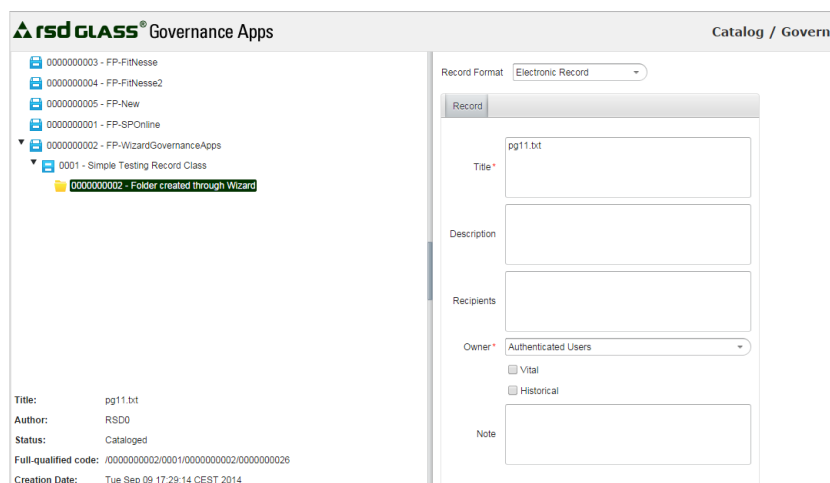 rsd GLASS® Governance Apps
Catalog / Govern
0000000003 - FP-FitNesse
0000000004 - FP-FitNesse2
0000000005 - FP-New
0000000001 - FP-SPOnline
0000000002 - FP-WizardGovernanceApps
0001 - Simple Testing Record Class
0000000002 - Folder created through Wizard
Title: pg11.txt
Author: RSD0
Status: Cataloged
Full-qualified code: /0000000002/0001/0000000002/0000000026
Creation Date: Tue Sep 09 17:29:14 CEST 2014
Record Format Electronic Record
Record
Title* pg11.txt
Description
Recipients
Owner* Authenticated Users
Vital
Historical
Note